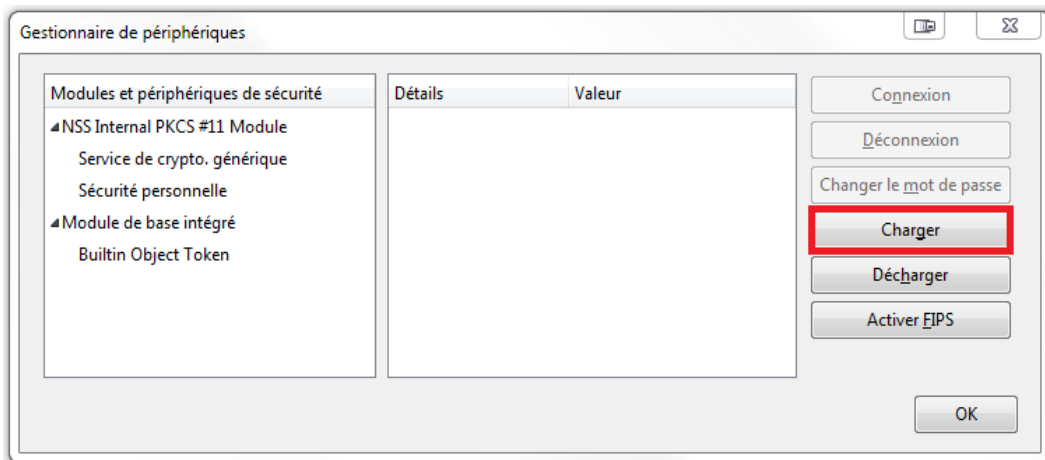 Gestionnaire de périphériques
Modules et périphériques de sécurité
NSS Internal PKCS #11 Module
Service de crypto. générique
Sécurité personnelle
Module de base intégré
Builtin Object Token
Détails
Valeur
Connexion
Déconnexion
Changer le mot de passe
Charger
Décharger
Activer FIPS
OK